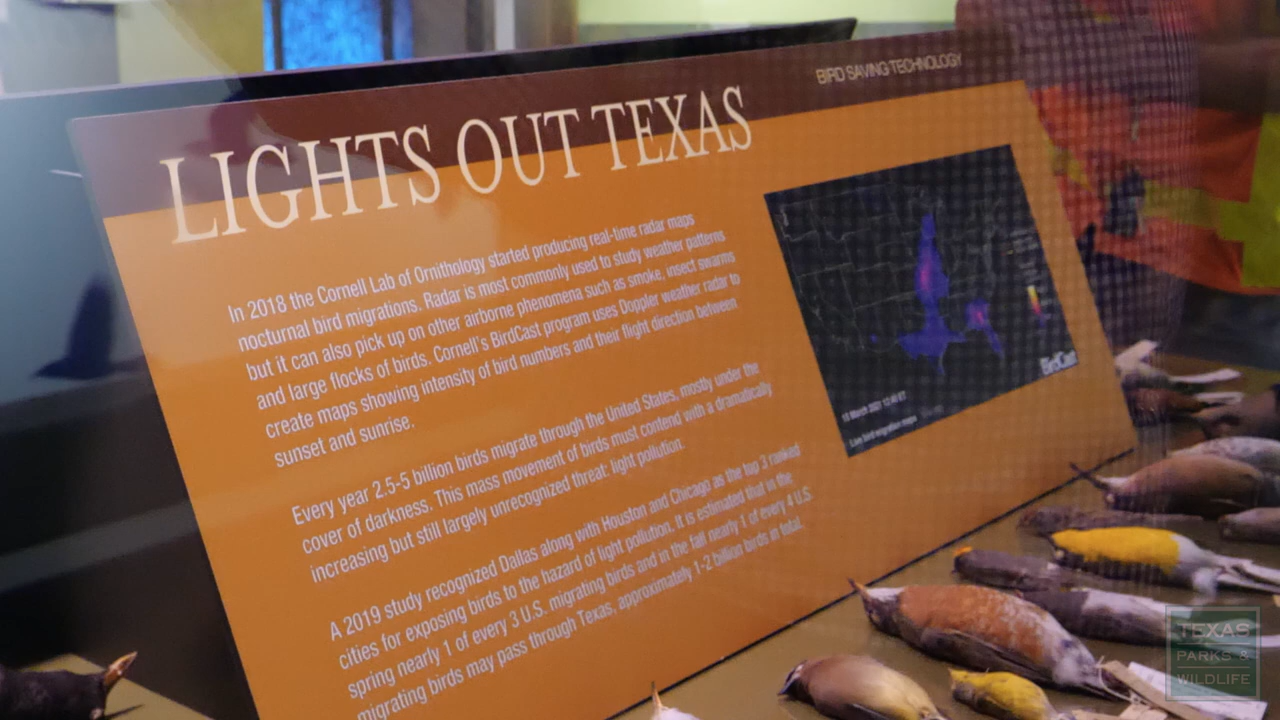 BIRD SAVING TECHNOLOGY
LIGHTS OUT TEXAS
In 2018 the Cornell Lab of Ornithology started producing real-time radar maps
nocturnal bird migrations. Radar is most commonly used to study weather patterns
but it can also pick up on other airborne phenomena such as smoke, insect swarms
and large flocks of birds. Cornell's BirdCast program uses Doppler weather radar to
create maps showing intensity of bird numbers and their flight direction between
sunset and sunrise.
Every year 2.5-5 billion birds migrate through the United States, mostly under the
cover of darkness. This mass movement of birds must contend with a dramatically
increasing but still largely unrecognized threat: light pollution.
A 2019 study recognized Dallas along with Houston and Chicago as the top 3 ranked
cities for exposing birds to the hazard of light pollution. It is estimated that in the
spring nearly 1 of every 3 U.S. migrating birds and in the fall nearly 1 of every 4 U.S.
migrating birds may pass through Texas, approximately 1-2 billion birds in total.
BirdCast
March 2021
Live bird migration maps
TEXAS
PARKS &
WILDLIFE